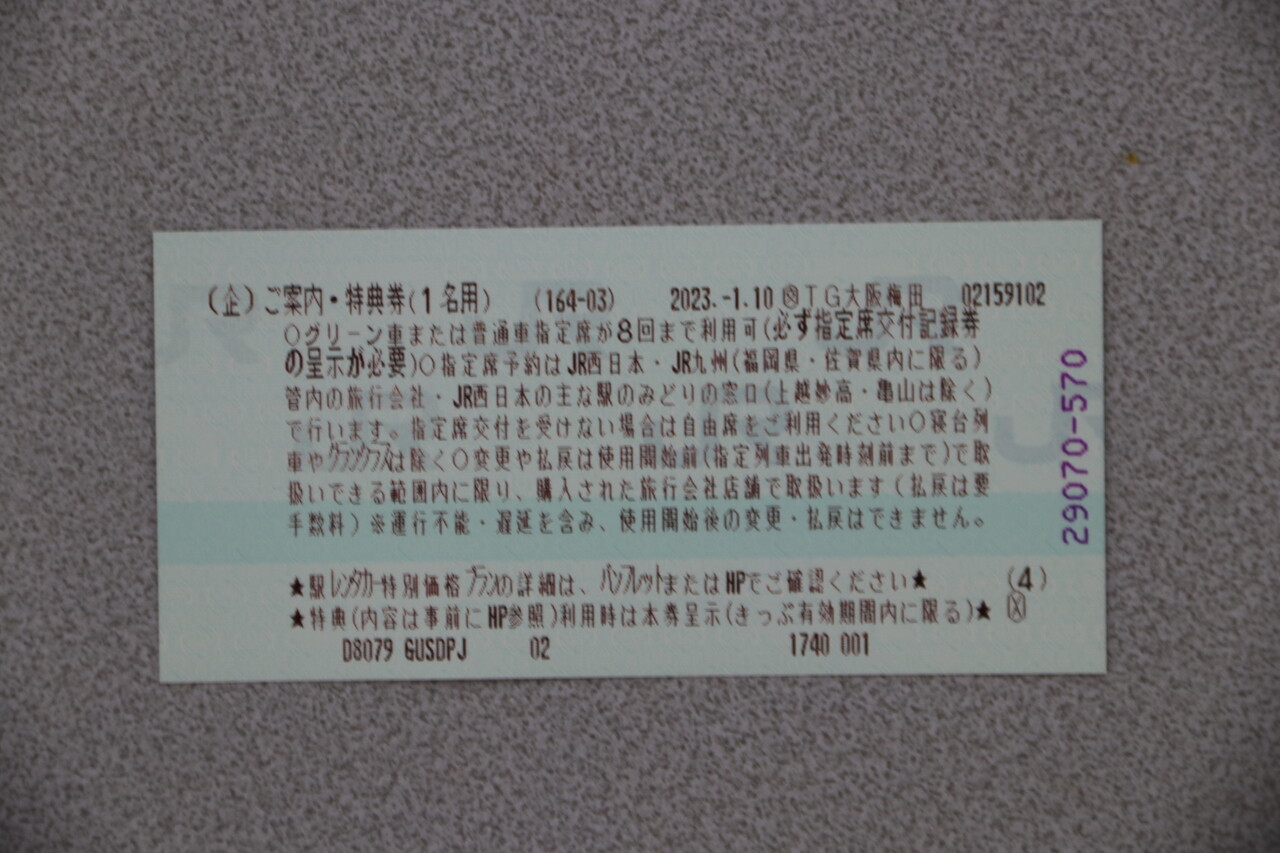 (企)ご案内・特典券(1名用) (164-03) 2023.-1.10 ㊕TG大阪梅田 02159102
○グリーン車または普通車指定席が8回まで利用可(必ず指定席交付記録券
の呈示が必要)○指定席予約はJR西日本・JR九州(福岡県・佐賀県内に限る)
管内の旅行会社・JR西日本の主な駅のみどりの窓口(上越妙高・亀山は除く)
で行います。指定席交付を受けない場合は自由席をご利用ください○寝台列
車やグランクラスは除く○変更や払戻は使用開始前(指定列車出発時刻前まで)で取
扱いできる範囲内に限り、購入された旅行会社店舗で取扱います(払戻は要
手数料)※運行不能・遅延を含み、使用開始後の変更・払戻はできません。
★駅レンタカー特別価格プランの詳細は、パンフレットまたはHPでご確認ください★ (4)
★特典(内容は事前にHP参照)利用時は本券呈示(きっぷ有効期間内に限る)★ Ⓧ
D8079 GUSDPJ 02 1740 001
29070-570